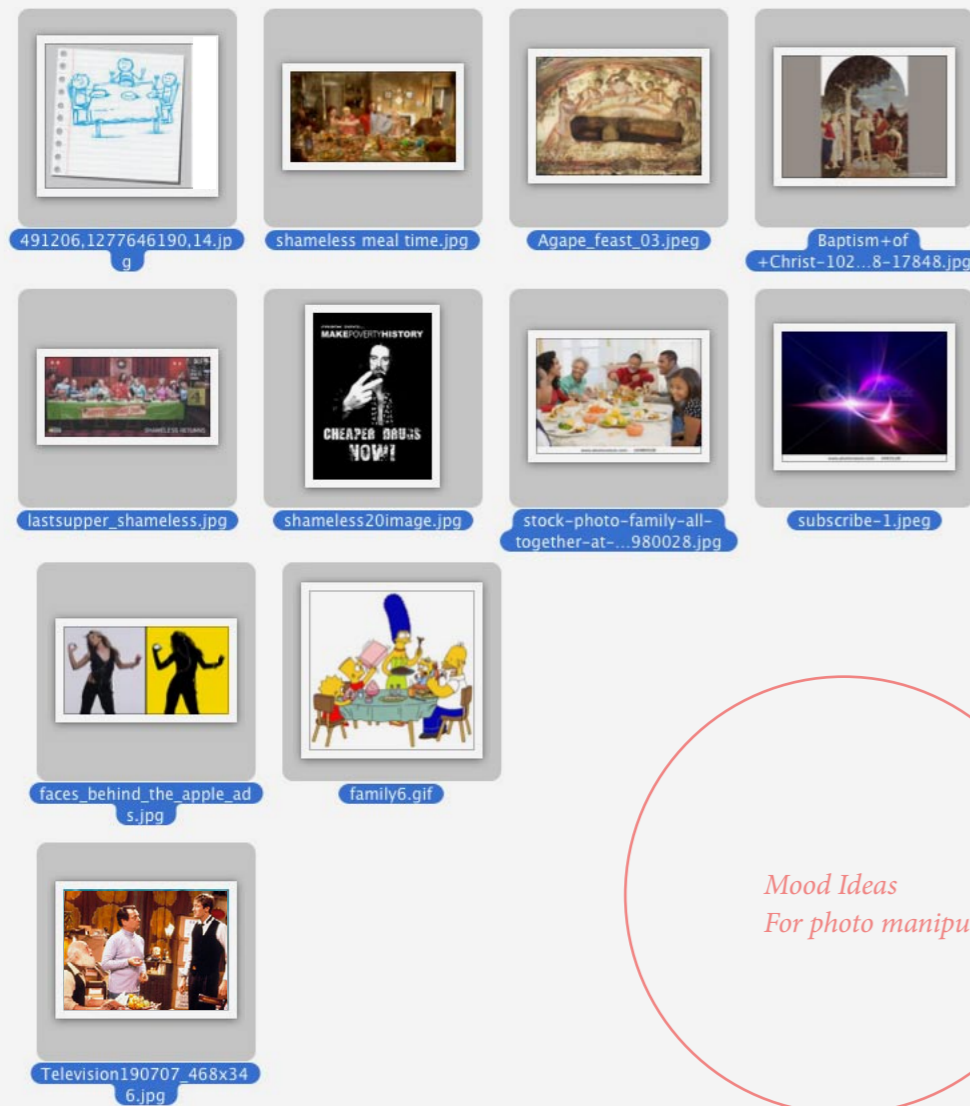 491206,1277646190,14.jp
g
shameless meal time.jpg
Agape_feast_03.jpeg
Baptism+of
+Christ-102...8-17848.jpg
MAKEPOVERTYHISTORY
CHEAPER DRUGS
NOW!
SHAMELESS RETURNS
lastsupper_shameless.jpg
shameless20image.jpg
stock-photo-family-all-
together-at-...980028.jpg
subscribe-1.jpeg
faces_behind_the_apple_ad
s.jpg
family6.gif
Mood Ideas
For photo manipu
Television190707_468x34
6.jpg